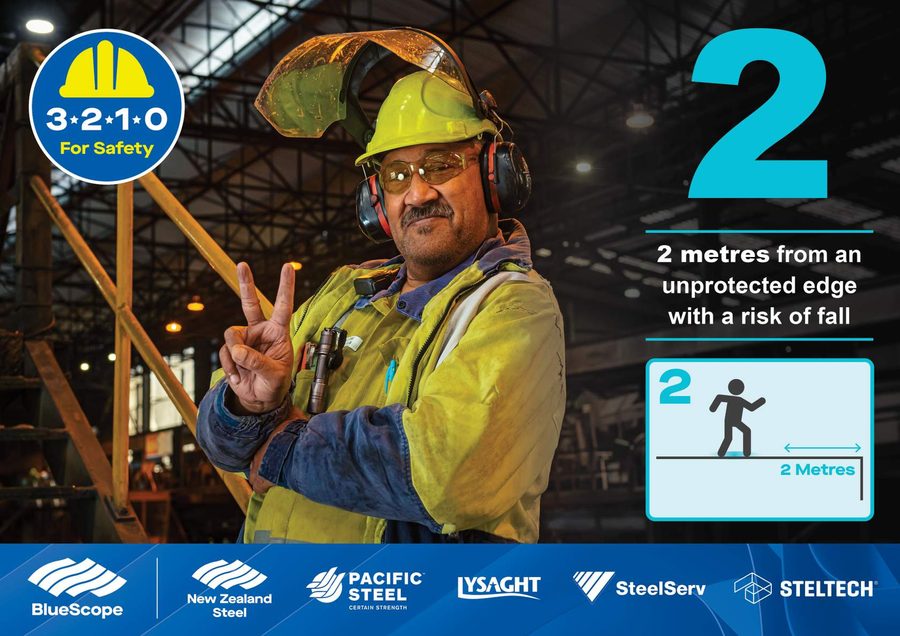 3★2★1★0
For Safety
2
2 metres from an
unprotected edge
with a risk of fall
2
2 Metres
BlueScope
New Zealand
Steel
PACIFIC
STEEL™
CERTAIN STRENGTH
LYSAGHT
SteelServ
STELTECH®